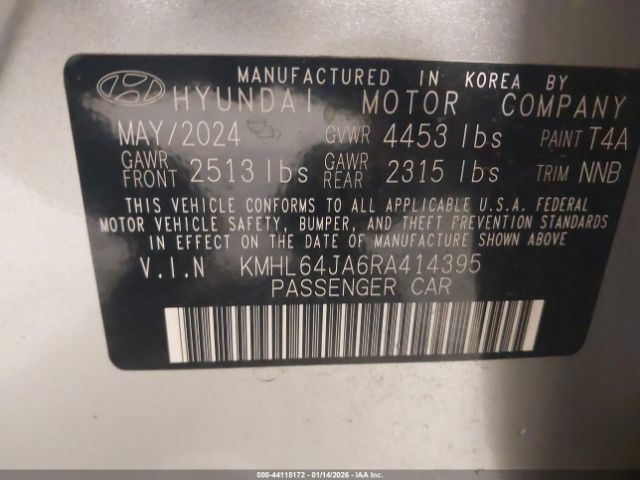 MANUFACTURED IN KOREA BY
HYUNDAI MOTOR COMPANY
MAY/2024 GVWR 4453 lbs PAINT T4A
GAWR FRONT 2513 lbs GAWR REAR 2315 lbs TRIM NNB
THIS VEHICLE CONFORMS TO ALL APPLICABLE U.S.A. FEDERAL
MOTOR VEHICLE SAFETY, BUMPER, AND THEFT PREVENTION STANDARDS
IN EFFECT ON THE DATE OF MANUFACTURE SHOWN ABOVE
V.I.N KMHL64JA6RA414395
PASSENGER CAR
000-44115172 - 01/14/2026 - IAA Inc.